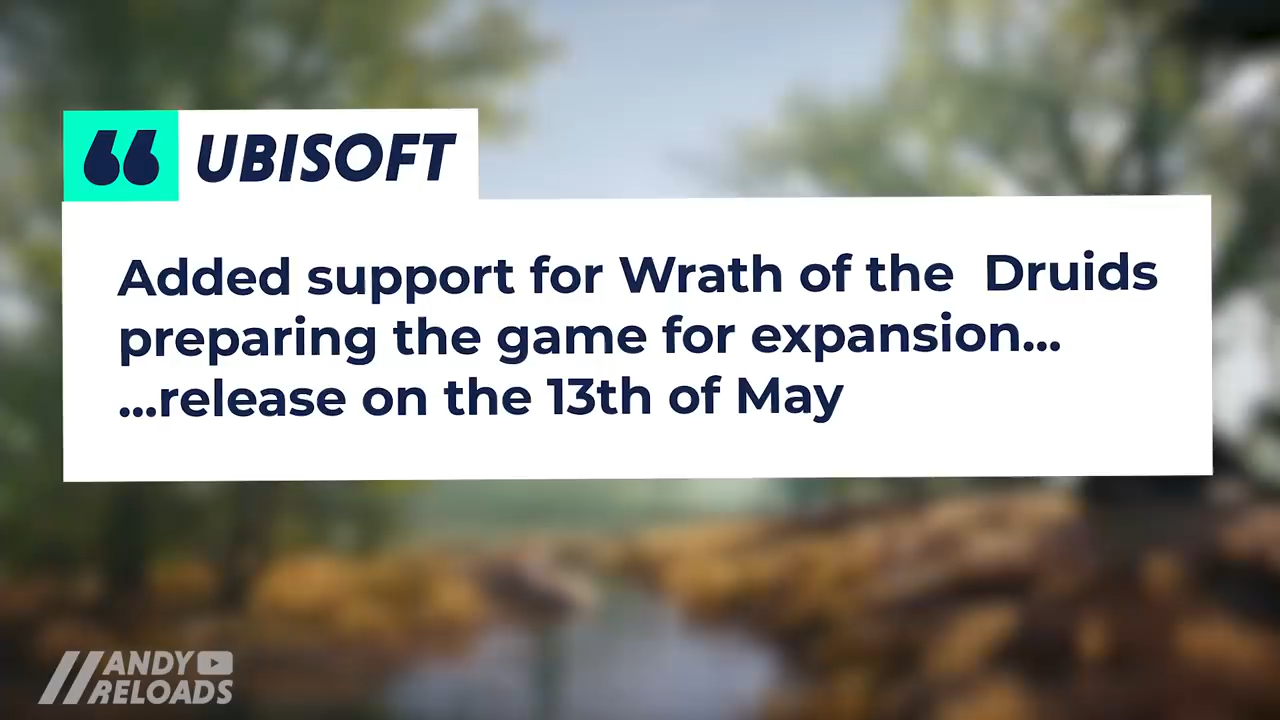 UBISOFT
Added support for Wrath of the  Druids
preparing the game for expansion...
...release on the 13th of May
//ANDY
RELOADS